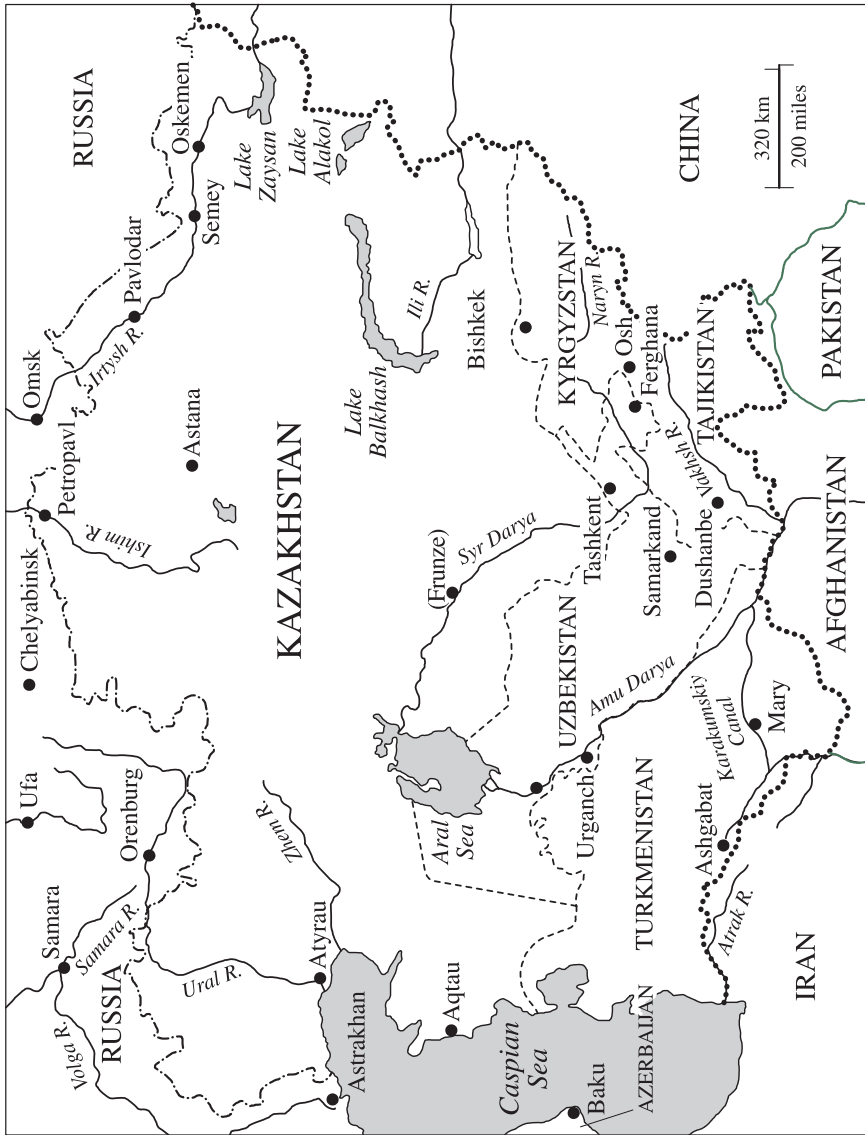 RUSSIA
Omsk
Petropavl
Chelyabinsk
Ufa
Samara
Samara R.
Volga R.
RUSSIA
Orenburg
Ural R.
Ishim R.
Irtysh R.
Pavlodar
Semey
Oskemen
Astana
Lake
Zaysan
Lake
Alakol
KAZAKHSTAN
Lake
Balkhash
Ili R.
Zhem R.
Atyrau
Astrakhan
Aqtau
Aral
Sea
(Frunze)
Syr Darya
Bishkek
KYRGYZSTAN
Naryn R.
CHINA
320 km
200 miles
Caspian
Sea
Baku
AZERBAIJAN
UZBEKISTAN
Urganch
Amu Darya
Tashkent
Samarkand
Osh
Ferghana
Dushanbe
Vakhsh R.
TAJIKISTAN
TURKMENISTAN
Karakumskiy
Canal
Mary
Ashgabat
Atrak R.
IRAN
AFGHANISTAN
PAKISTAN